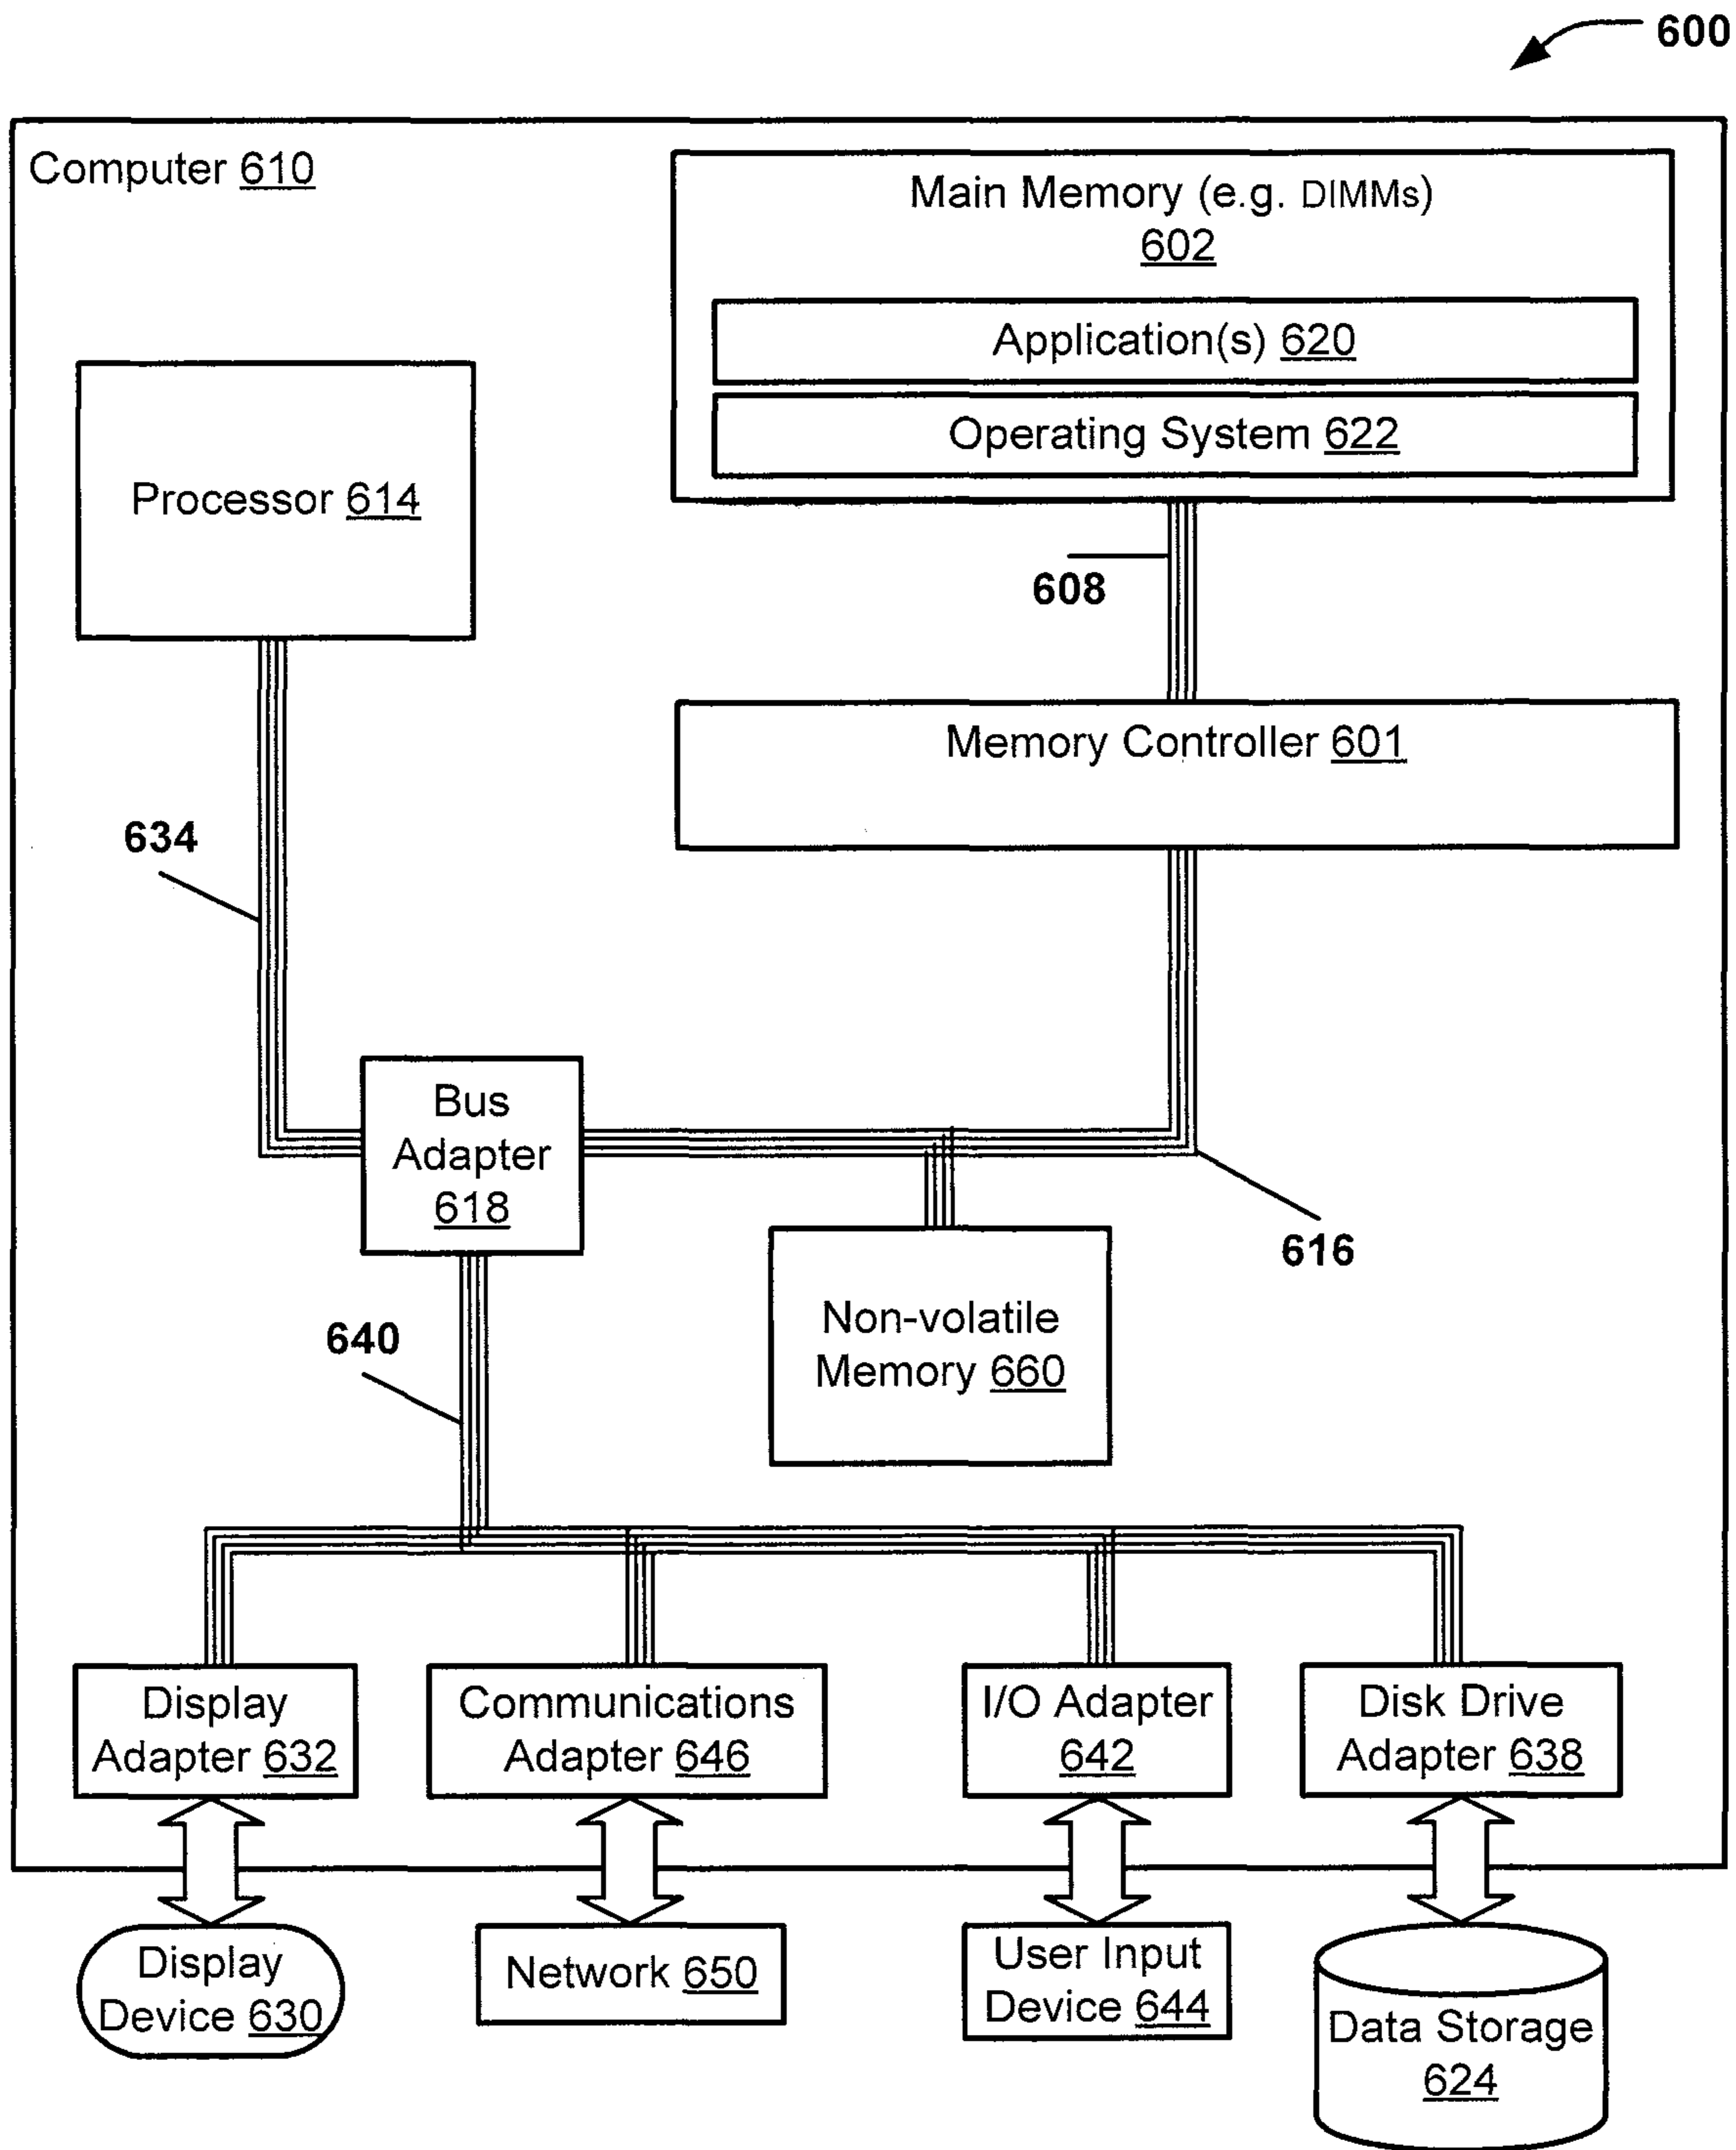 600
Computer 610
Main Memory (e.g. DIMMs)
602
Application(s) 620
Operating System 622
Processor 614
608
Memory Controller 601
634
Bus
Adapter
618
616
Non-volatile
Memory 660
640
Display
Adapter 632
Communications
Adapter 646
I/O Adapter
642
Disk Drive
Adapter 638
Display
Device 630
Network 650
User Input
Device 644
Data Storage
624